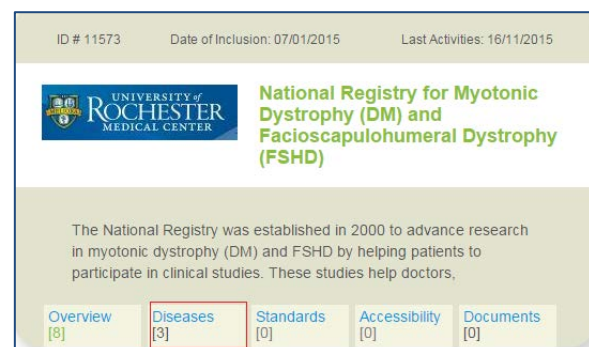 ID # 11573 Date of Inclusion: 07/01/2015 Last Activities: 16/11/2015
UNIVERSITY of
ROCHESTER
MEDICAL CENTER
National Registry for Myotonic
Dystrophy (DM) and
Facioscapulohumeral Dystrophy
(FSHD)
The National Registry was established in 2000 to advance research
in myotonic dystrophy (DM) and FSHD by helping patients to
participate in clinical studies. These studies help doctors,
Overview Diseases Standards Accessibility Documents
[8] [3] [0] [0] [0]